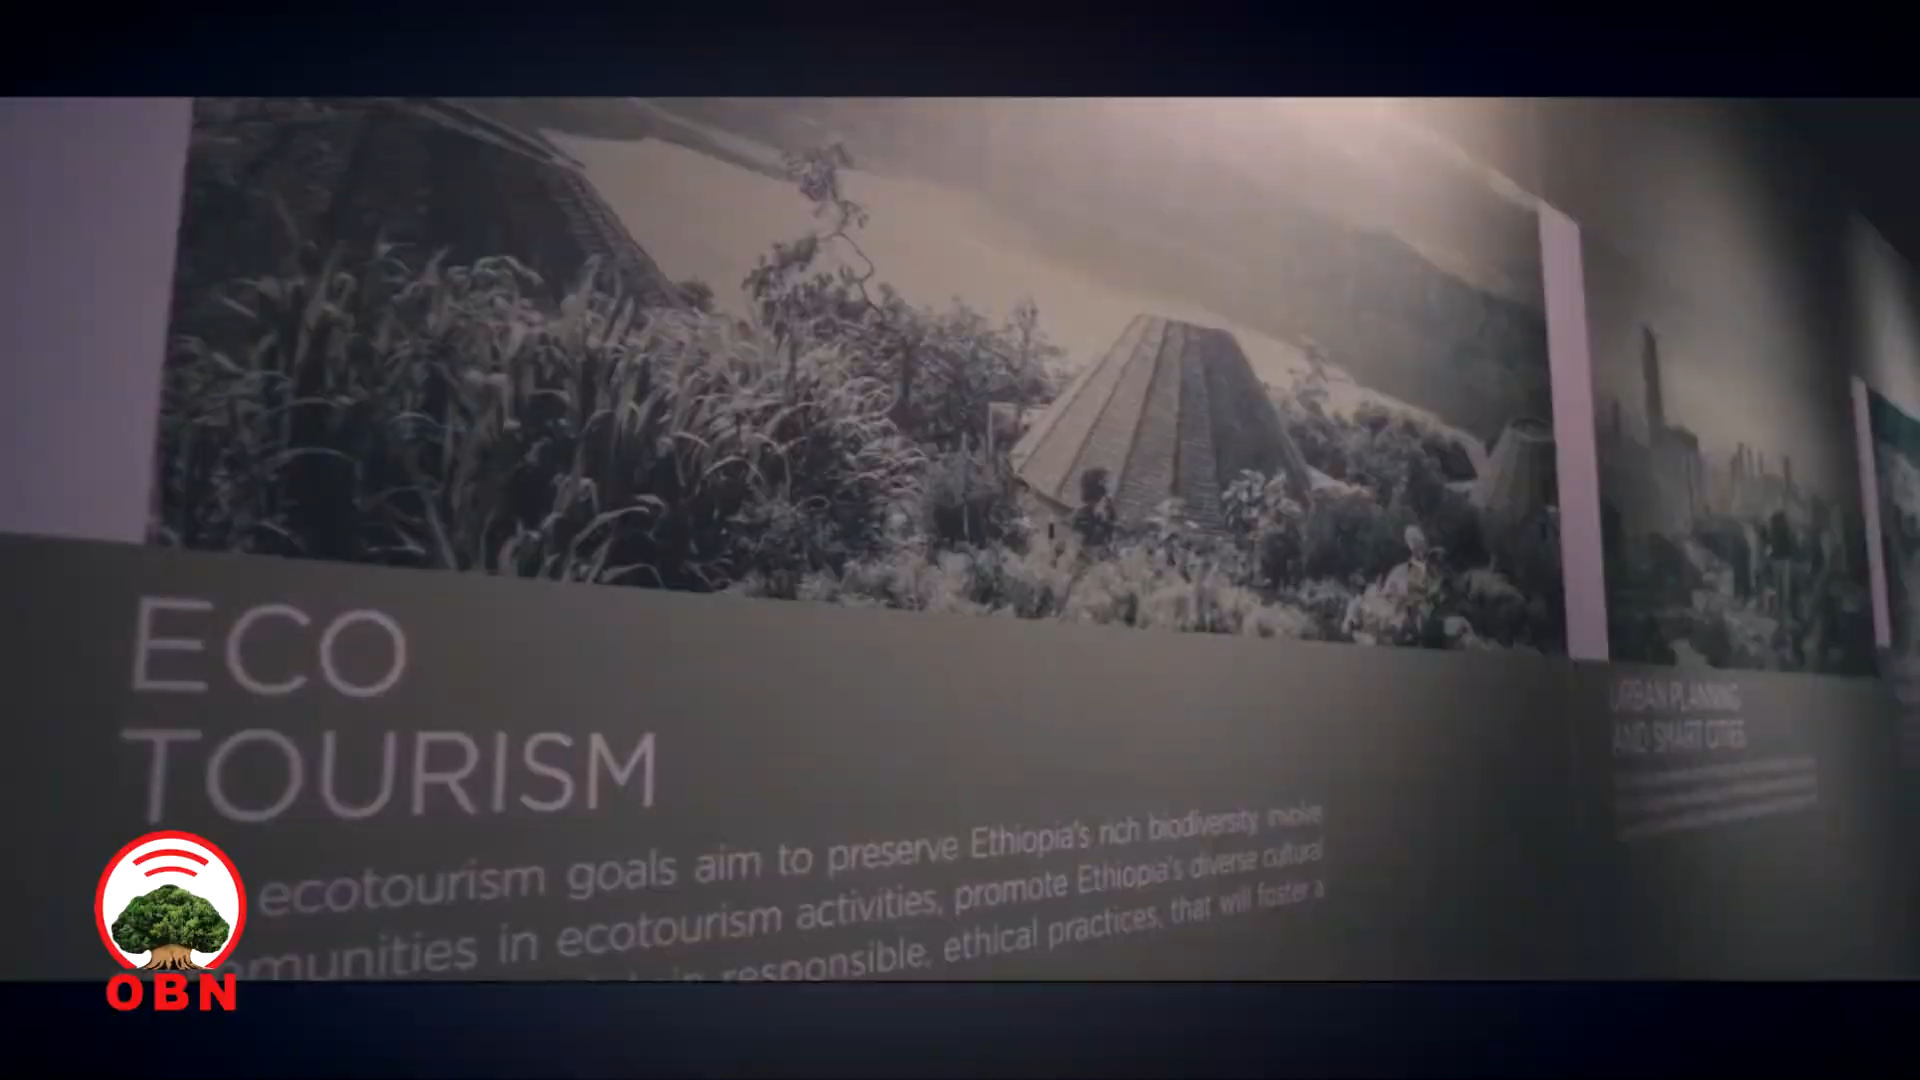 ECO
TOURISM
ecotourism goals aim to preserve Ethiopia's rich biodiversity involve
munities in ecotourism activities, promote Ethiopia's diverse cultural
responsible, ethical practices, that will foster a
URBAN PLANNING
AND SMART CITIES
OBN